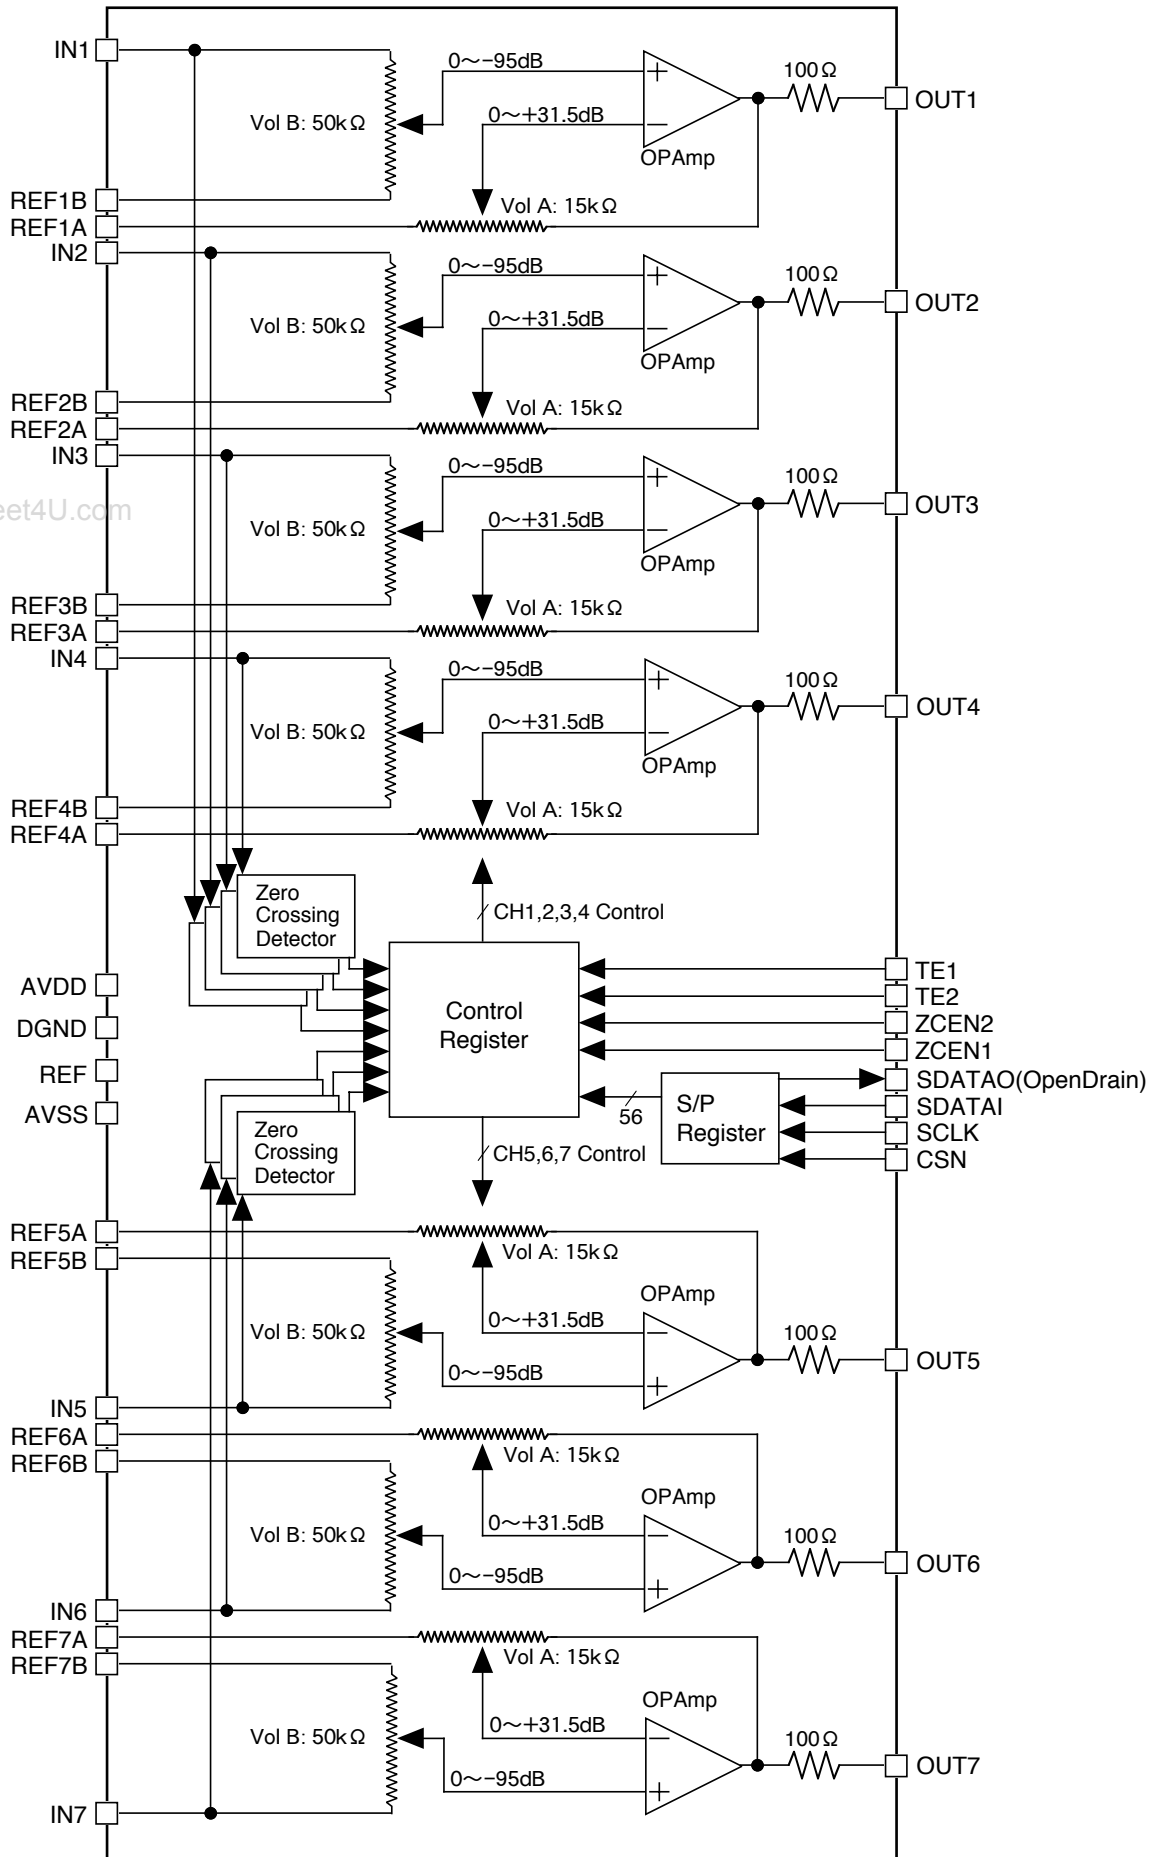 IN1
0～−95dB
100Ω
OUT1
Vol B: 50kΩ
0～+31.5dB
OPAmp
REF1B
Vol A: 15kΩ
REF1A
IN2
0～−95dB
100Ω
OUT2
Vol B: 50kΩ
0～+31.5dB
OPAmp
REF2B
Vol A: 15kΩ
REF2A
IN3
0～−95dB
100Ω
OUT3
eet4U.com
Vol B: 50kΩ
0～+31.5dB
OPAmp
REF3B
Vol A: 15kΩ
REF3A
IN4
0～−95dB
100Ω
OUT4
Vol B: 50kΩ
0～+31.5dB
OPAmp
REF4B
Vol A: 15kΩ
REF4A
Zero
Crossing
Detector
CH1,2,3,4 Control
AVDD
DGND
REF
AVSS
Control
Register
TE1
TE2
ZCEN2
ZCEN1
SDATAO(OpenDrain)
SDATAI
SCLK
CSN
56
S/P
Register
Zero
Crossing
Detector
CH5,6,7 Control
REF5A
REF5B
Vol A: 15kΩ
OPAmp
Vol B: 50kΩ
0～+31.5dB
100Ω
OUT5
0～−95dB
IN5
REF6A
REF6B
Vol A: 15kΩ
OPAmp
Vol B: 50kΩ
0～+31.5dB
100Ω
OUT6
0～−95dB
IN6
REF7A
REF7B
Vol A: 15kΩ
OPAmp
Vol B: 50kΩ
0～+31.5dB
100Ω
OUT7
0～−95dB
IN7